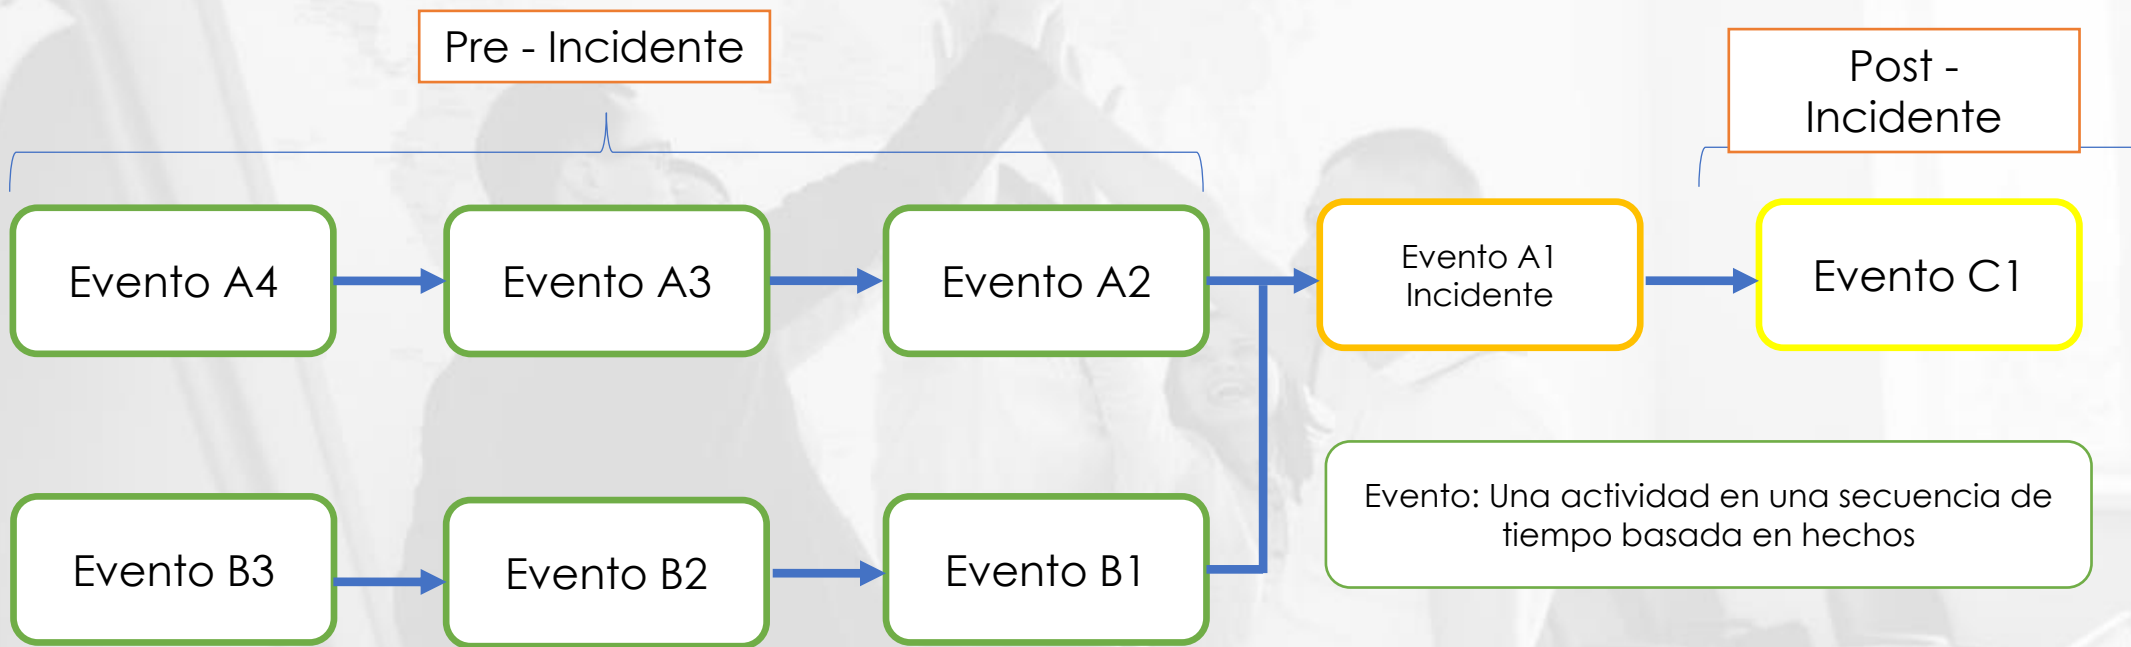 Pre - Incidente
Post -
Incidente
Evento A4
Evento A3
Evento A2
Evento A1
Incidente
Evento C1
Evento B3
Evento B2
Evento B1
Evento: Una actividad en una secuencia de
tiempo basada en hechos